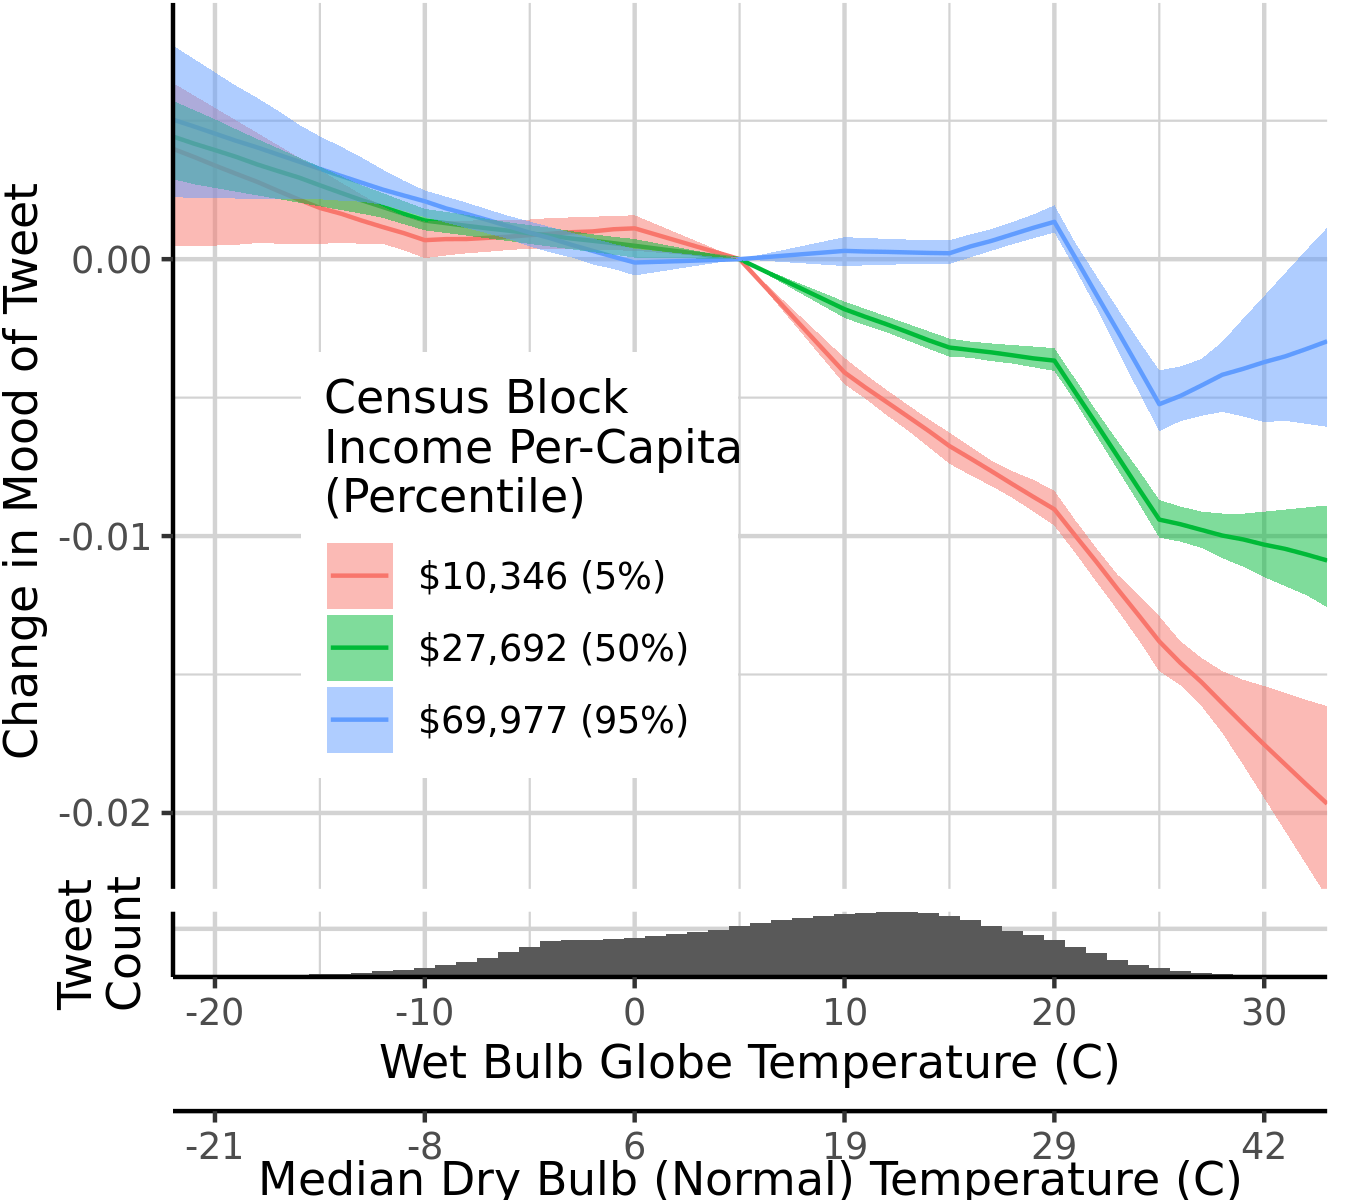 Change in Mood of Tweet
0.00
-0.01
-0.02
Census Block
Income Per-Capita
(Percentile)
$10,346 (5%)
$27,692 (50%)
$69,977 (95%)
Tweet
Count
-20 -10 0 10 20 30
Wet Bulb Globe Temperature (C)
-21 -8 6 19 29 42
Median Dry Bulb (Normal) Temperature (C)